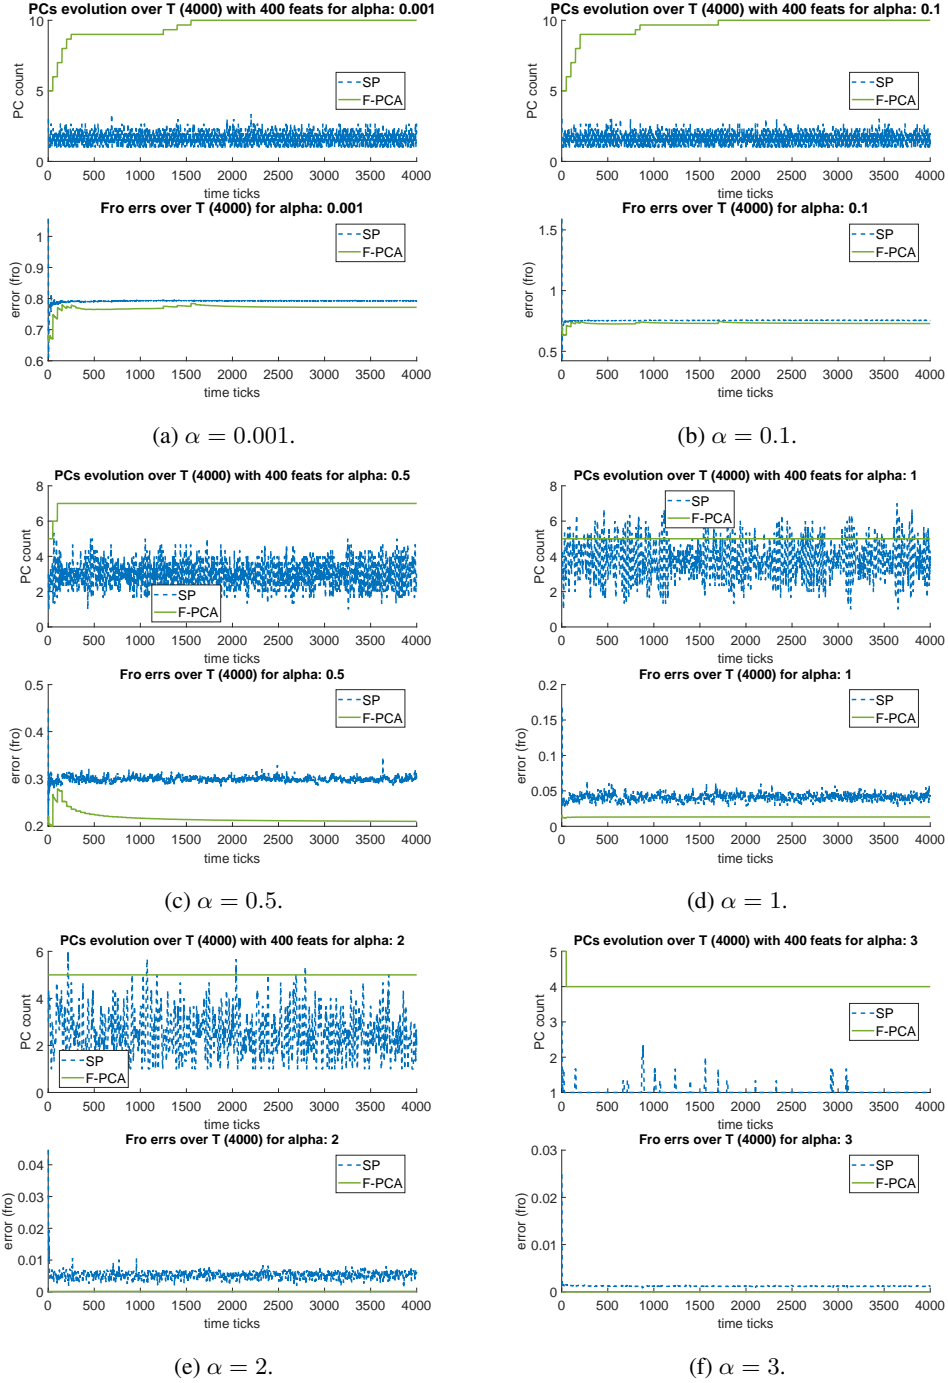 PCs evolution over T (4000) with 400 feats for alpha: 0.001
10
5
0
PC count
SP
F-PCA
0 500 1000 1500 2000 2500 3000 3500 4000
time ticks
Fro errs over T (4000) for alpha: 0.001
1
0.9
0.8
0.7
0.6
error (fro)
SP
F-PCA
0 500 1000 1500 2000 2500 3000 3500 4000
time ticks
(a) α = 0.001.
PCs evolution over T (4000) with 400 feats for alpha: 0.1
10
5
0
PC count
SP
F-PCA
0 500 1000 1500 2000 2500 3000 3500 4000
time ticks
Fro errs over T (4000) for alpha: 0.1
1.5
1
0.5
error (fro)
SP
F-PCA
0 500 1000 1500 2000 2500 3000 3500 4000
time ticks
(b) α = 0.1.
PCs evolution over T (4000) with 400 feats for alpha: 0.5
8
6
4
2
0
PC count
SP
F-PCA
0 500 1000 1500 2000 2500 3000 3500 4000
time ticks
Fro errs over T (4000) for alpha: 0.5
0.5
0.4
0.3
0.2
error (fro)
SP
F-PCA
0 500 1000 1500 2000 2500 3000 3500 4000
time ticks
(c) α = 0.5.
PCs evolution over T (4000) with 400 feats for alpha: 1
8
6
4
2
0
PC count
SP
F-PCA
0 500 1000 1500 2000 2500 3000 3500 4000
time ticks
Fro errs over T (4000) for alpha: 1
0.2
0.15
0.1
0.05
0
error (fro)
SP
F-PCA
0 500 1000 1500 2000 2500 3000 3500 4000
time ticks
(d) α = 1.
PCs evolution over T (4000) with 400 feats for alpha: 2
6
4
2
0
PC count
SP
F-PCA
0 500 1000 1500 2000 2500 3000 3500 4000
time ticks
Fro errs over T (4000) for alpha: 2
0.04
0.03
0.02
0.01
0
error (fro)
SP
F-PCA
0 500 1000 1500 2000 2500 3000 3500 4000
time ticks
(e) α = 2.
PCs evolution over T (4000) with 400 feats for alpha: 3
5
4
3
2
1
PC count
SP
F-PCA
0 500 1000 1500 2000 2500 3000 3500 4000
time ticks
Fro errs over T (4000) for alpha: 3
0.03
0.02
0.01
0
error (fro)
SP
F-PCA
0 500 1000 1500 2000 2500 3000 3500 4000
time ticks
(f) α = 3.